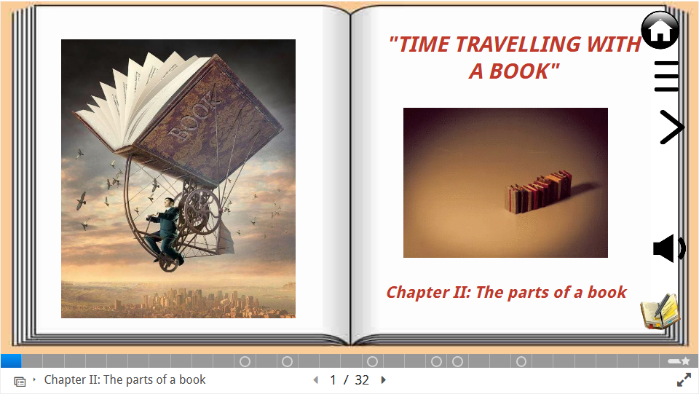 BOOK
"TIME TRAVELLING WITH
A BOOK"
Chapter II: The parts of a book
Chapter II: The parts of a book
1 / 32